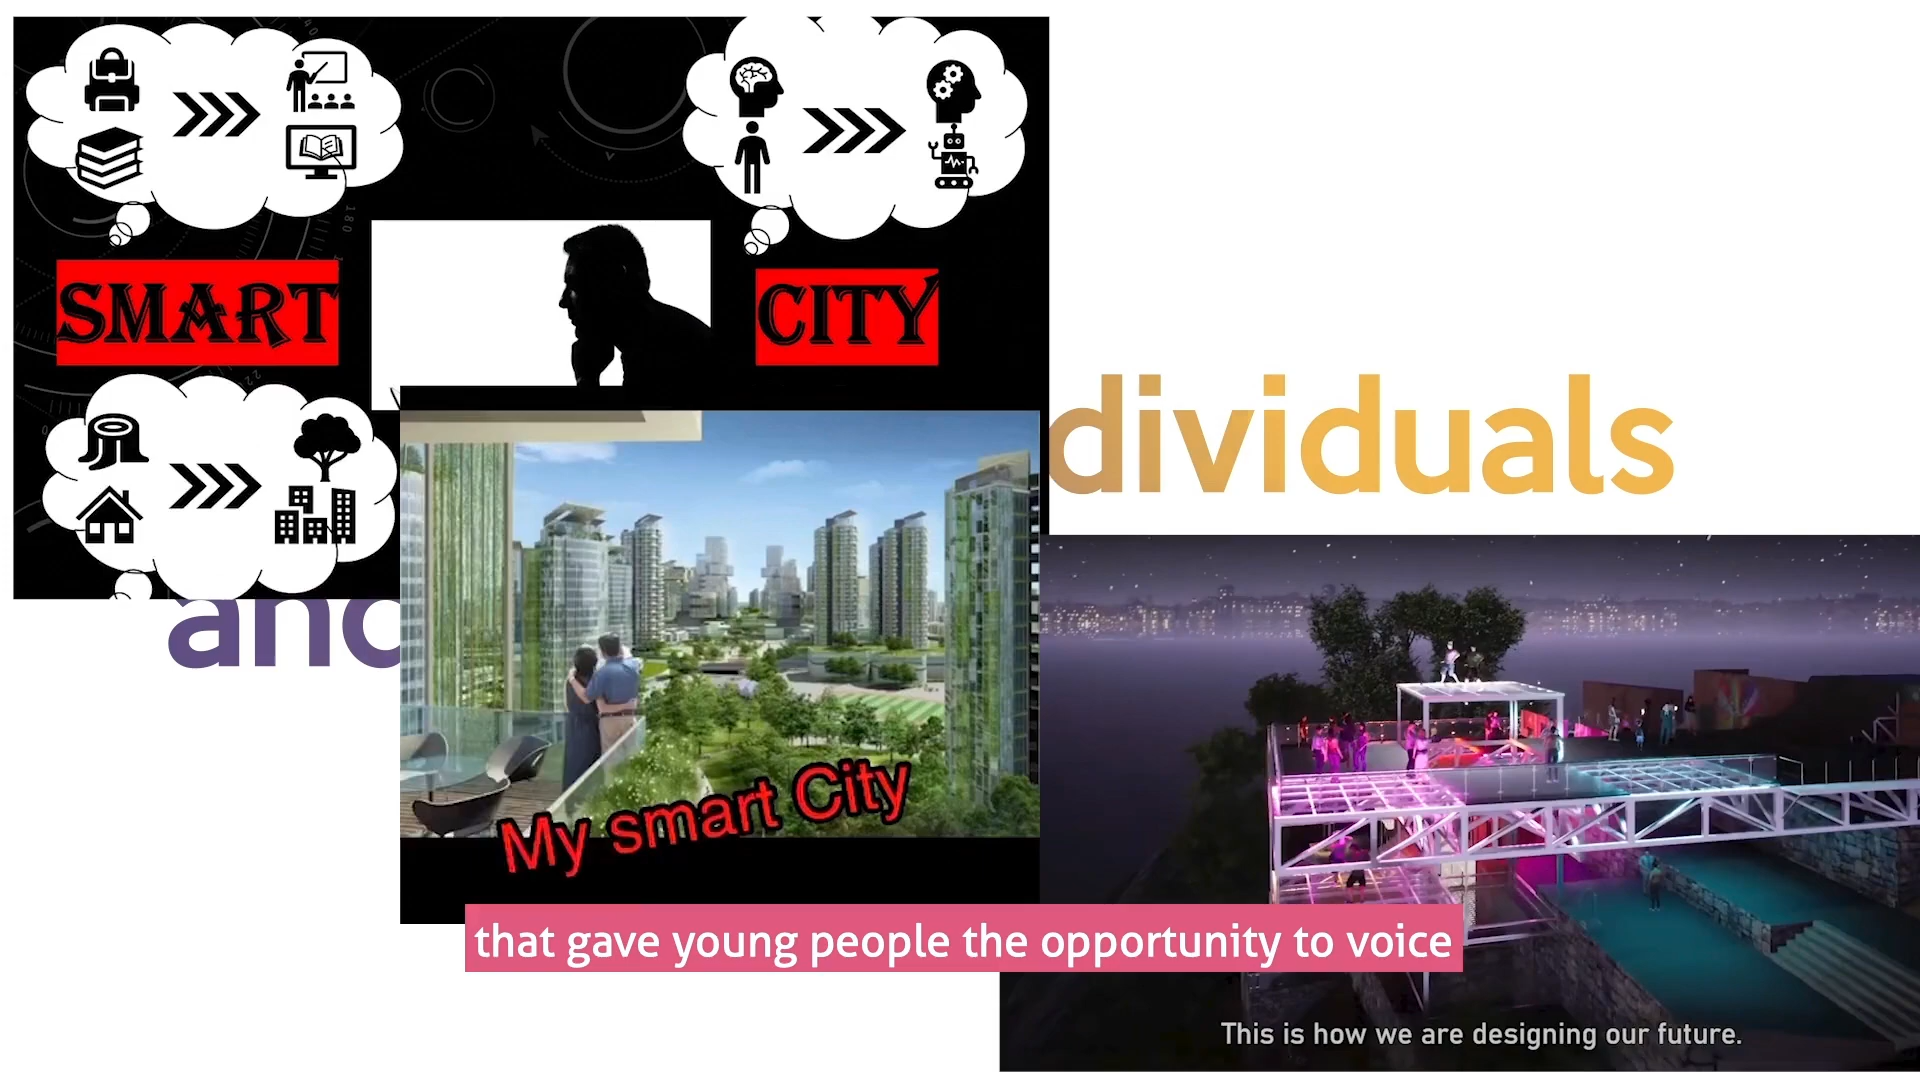 SMART CITY
dividuals
and
My smart City
that gave young people the opportunity to voice
This is how we are designing our future.